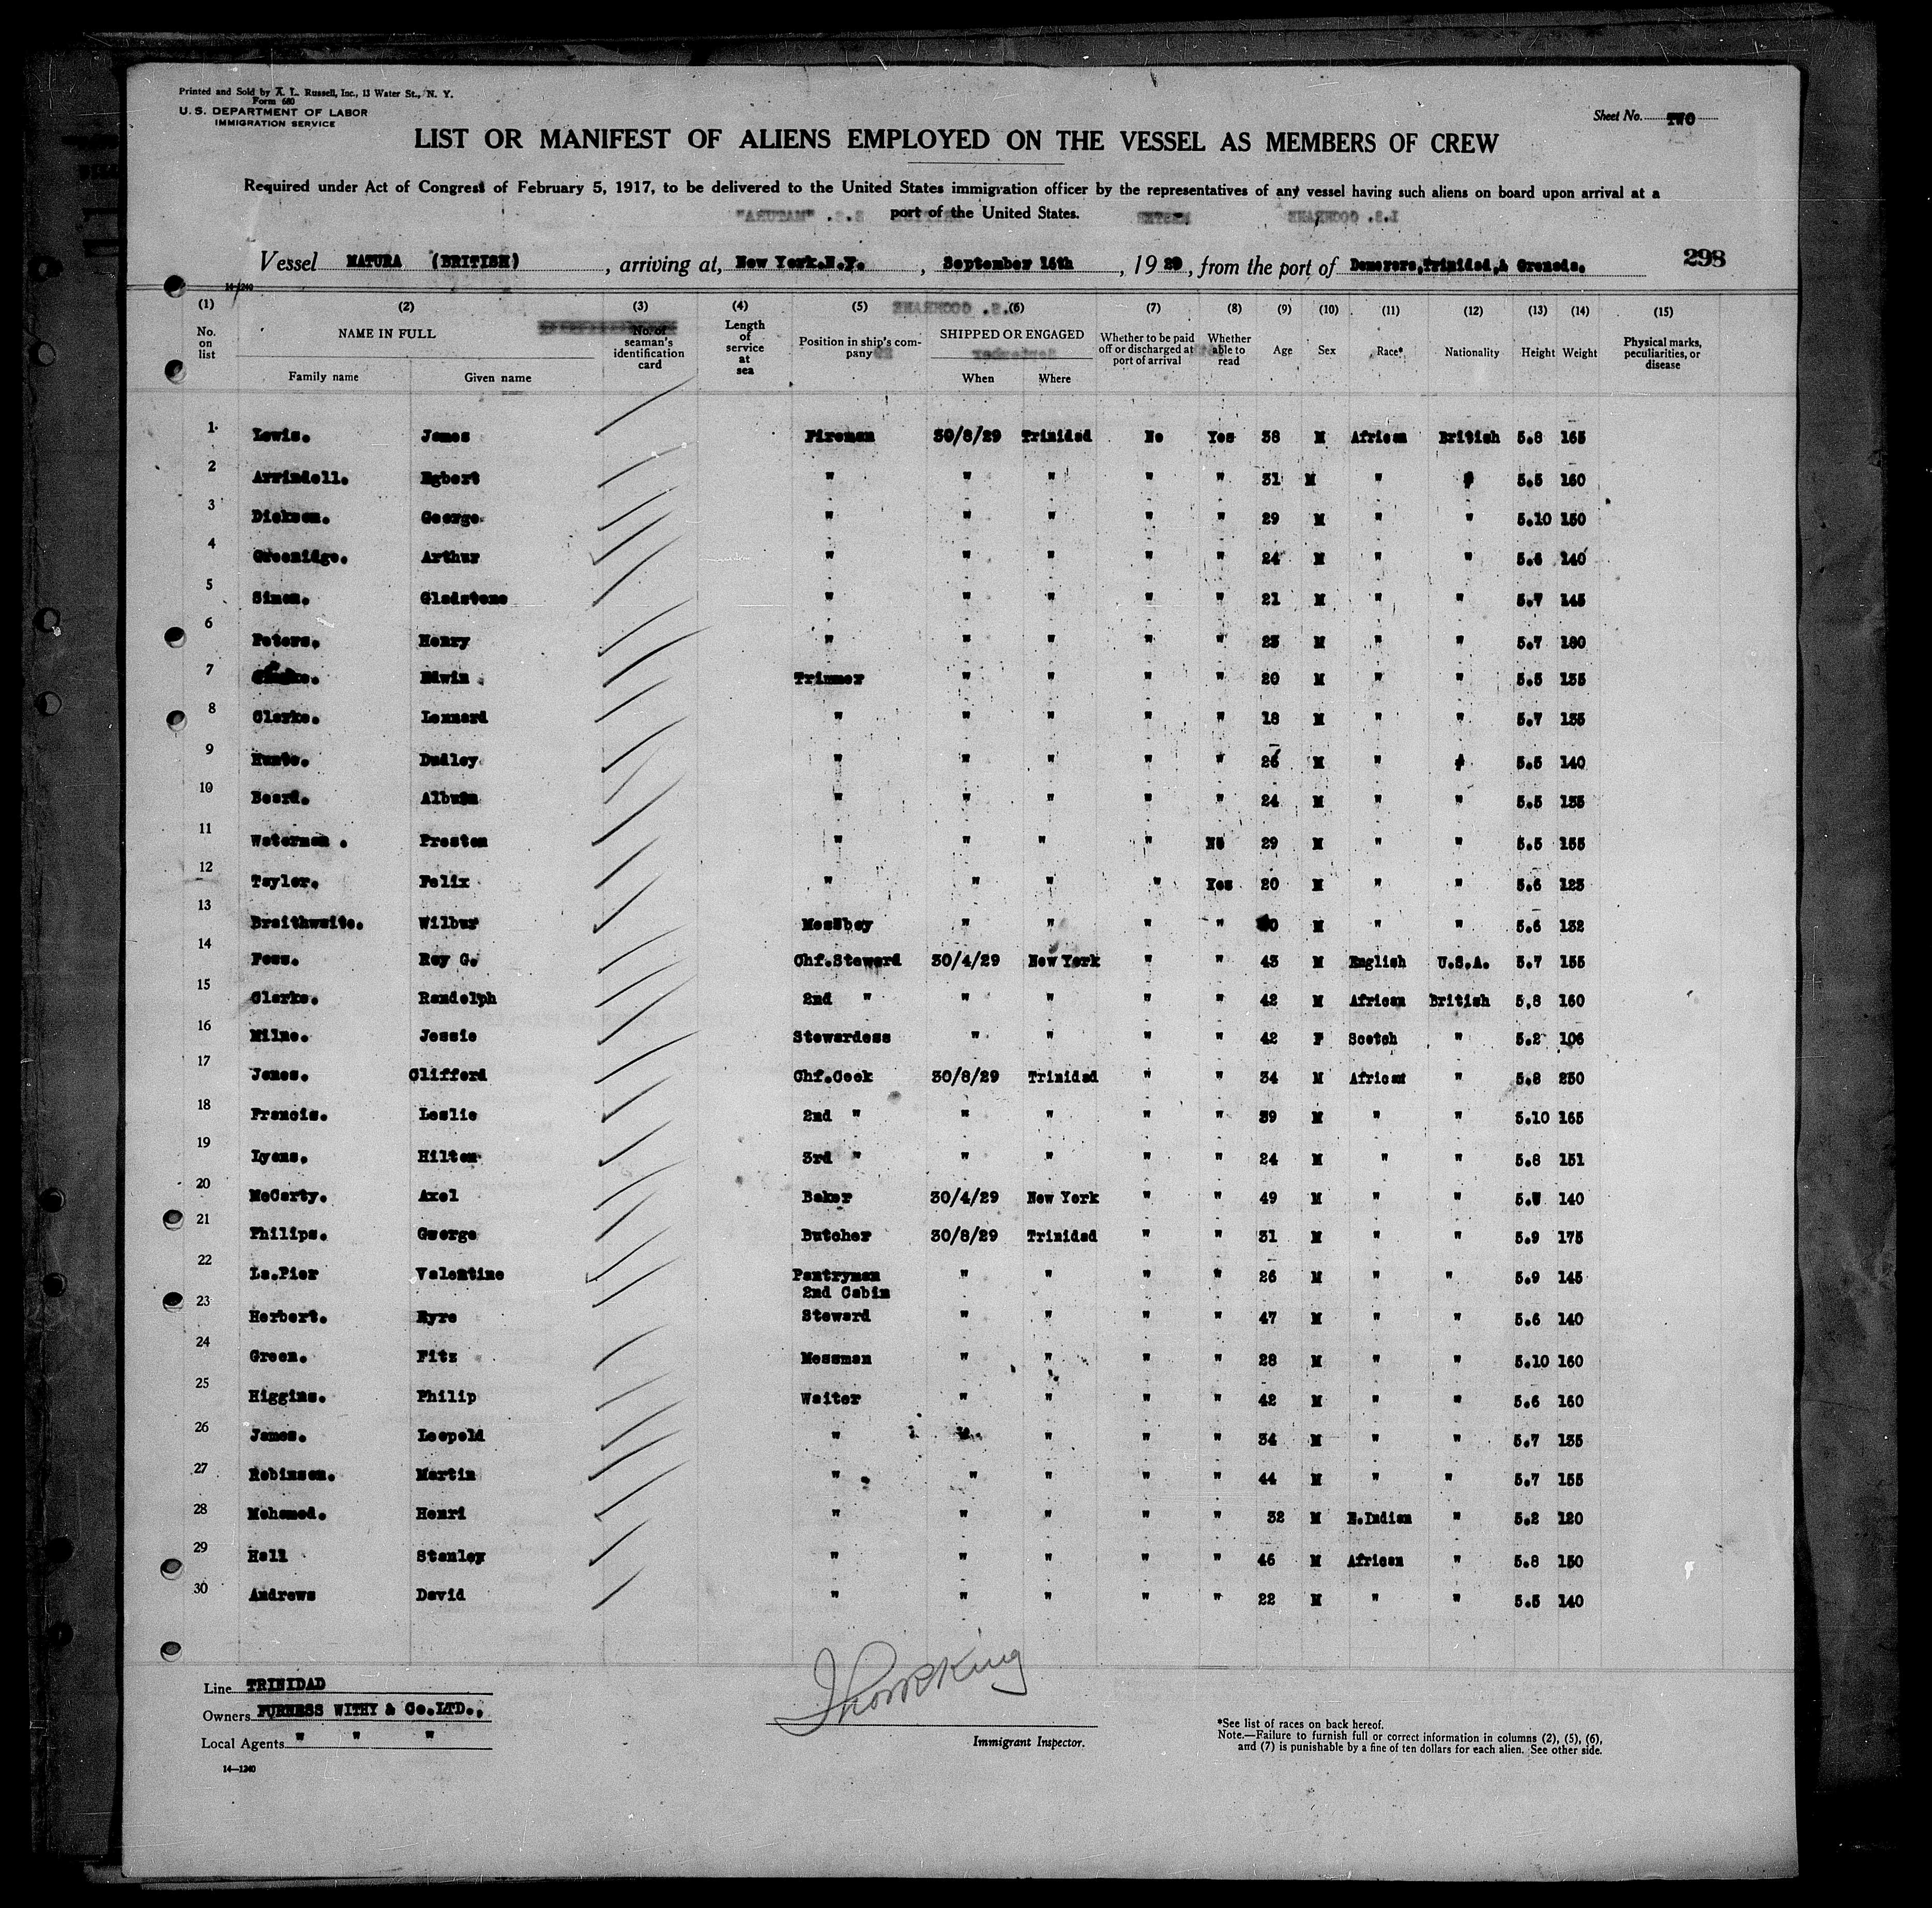 Printed and Sold by A. L. Russell, Inc., 13 Water St., N. Y.
Form 680
U. S. DEPARTMENT OF LABOR
IMMIGRATION SERVICE
Sheet No. TWO
LIST OR MANIFEST OF ALIENS EMPLOYED ON THE VESSEL AS MEMBERS OF CREW
Required under Act of Congress of February 5, 1917, to be delivered to the United States immigration officer by the representatives of any vessel having such aliens on board upon arrival at a
port of the United States.
Vessel MATURA (BRITISH), arriving at, New York.N.Y., September 16th, 19 29, from the port of Demerara,Trinidad,& Grenada. 298
14-1240
(1) (2) (3) (4) (5) (6) (7) (8) (9) (10) (11) (12) (13) (14) (15)
No. on list NAME IN FULL No. of seaman's identification card Length of service at sea Position in ship's company SHIPPED OR ENGAGED Whether to be paid off or discharged at port of arrival Whether able to read Age Sex Race* Nationality Height Weight Physical marks, peculiarities, or disease
Family name Given name When Where
1 Lewis. James Fireman 30/8/29 Trinidad No Yes 38 M African British 5.8 165
2 Arrindell. Egbert " " " " " 31 M " " 5.5 160
3 Dickson. George " " " " " 29 M " " 5.10 150
4 Greenidge. Arthur " " " " " 24 M " " 5.6 140
5 Simon. Gladstone " " " " " 21 M " " 5.7 145
6 Peters. Henry " " " " " 23 M " " 5.7 180
7 Edwin Trimmer " " " " 20 M " " 5.5 135
8 Clarke. Lennard " " " " " 18 M " " 5.7 135
9 Hunte. Dudley " " " " " 26 M " " 5.5 140
10 Beard. Albwin " " " " " 24 M " " 5.5 135
11 Waterman . Preston " " " " No 29 M " " 5.5 155
12 Taylor. Felix " " " " Yes 20 M " " 5.6 123
13 Braithwaite. Wilbur Messboy " " " " M " " 5.6 132
14 Foss. Roy G. Chf.Steward 30/4/29 New York " " 43 M English U.S.A. 5.7 155
15 Clarke. Randolph 2nd " " " " " 42 M African British 5,8 160
16 Milne. Jessie Stewardess " " " " 42 F Scotch " 5.2 106
17 Jones. Clifford Chf.Cook 30/8/29 Trinidad " " 34 M African " 5.8 230
18 Francis. Leslie 2nd " " " " " 39 M " " 5.10 165
19 Lyons. Hilton 3rd " " " " " 24 M " " 5.8 151
20 McCarty. Axel Baker 30/4/29 New York " " 49 M " " 140
21 Philips. George Butcher 30/8/29 Trinidad " " 31 M " " 5.9 175
22 La.Pier Valentine Pantryman " " " " 26 M " " 5.9 145
2nd Cabin
23 Herbert. Eyre Steward " " " " 47 M " " 5.6 140
24 Green. Fitz Messman " " " " 28 M " " 5.10 160
25 Higgins. Philip Waiter " " " " 42 M " " 5.6 160
26 James. Leopold " " " " " 34 M " " 5.7 135
27 Robinson. Martin " " " " " 44 M " " 5.7 155
28 Mohamed. Henri " " " " " 32 M E.Indian " 5.2 120
29 Hall Stanley " " " " " 46 M African " 5.8 150
30 Andrews David " " " " " 22 M " " 5.5 140
Line TRINIDAD
Owners FURNESS WITHY & Co.LTD.,
Local Agents " " "
14—1240
Immigrant Inspector.
*See list of races on back hereof.
Note.—Failure to furnish full or correct information in columns (2), (5), (6),
and (7) is punishable by a fine of ten dollars for each alien. See other side.